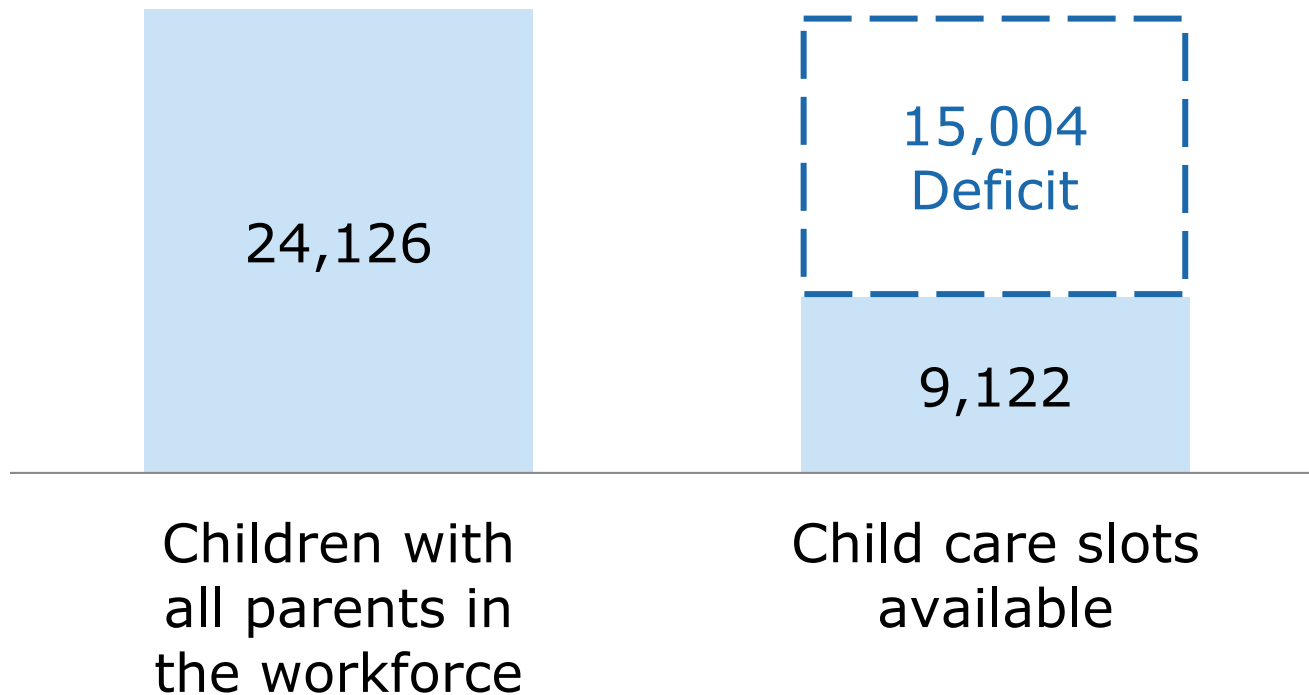 15,004
Deficit
24,126
9,122
Children with
all parents in
the workforce
Child care slots
available